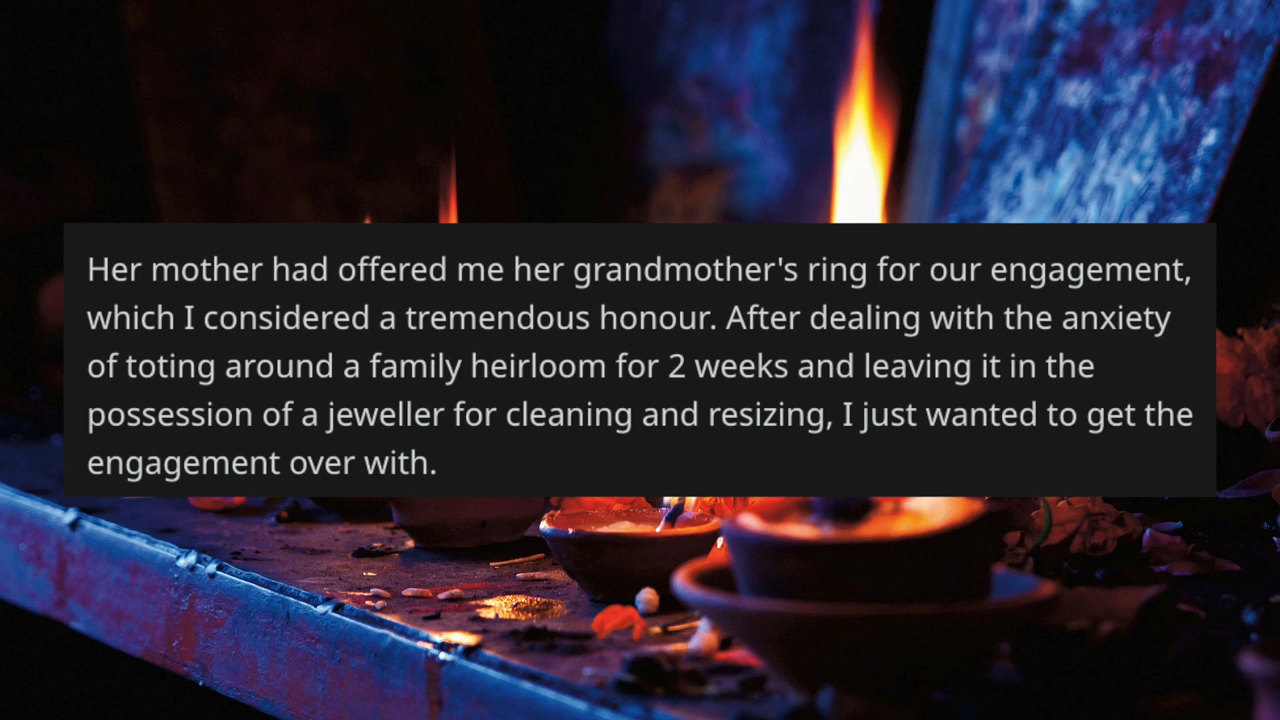 Her mother had offered me her grandmother's ring for our engagement,
which I considered a tremendous honour. After dealing with the anxiety
of toting around a family heirloom for 2 weeks and leaving it in the
possession of a jeweller for cleaning and resizing, I just wanted to get the
engagement over with.